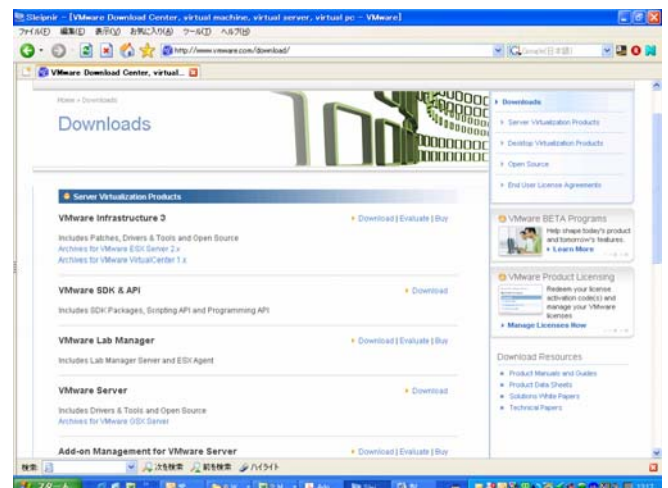 Sleipnir - [VMware Download Center, virtual machine, virtual server, virtual pc - VMware]
ファイル(F) 編集(E) 表示(V) お気に入り(A) ツール(T) ヘルプ(H)
http://www.vmware.com/download/
VMware Download Center, virtual...
Home > Downloads
Downloads
Server Virtualization Products
VMware Infrastructure 3
Download | Evaluate | Buy
Includes Patches, Drivers & Tools and Open Source
Archives for VMware ESX Server 2.x
Archives for VMware VirtualCenter 1.x
VMware SDK & API
Download
Includes SDK Packages, Scripting API and Programming API
VMware Lab Manager
Download | Evaluate | Buy
Includes Lab Manager Server and ESX Agent
VMware Server
Download
Includes Drivers & Tools and Open Source
Archives for VMware GSX Server
Add-on Management for VMware Server
Download | Evaluate | Buy
Downloads
Server Virtualization Products
Desktop Virtualization Products
Open Source
End User License Agreements
VMware BETA Programs
Help shape today's product and tomorrow's features.
Learn More
VMware Product Licensing
Redeem your license
activation code(s) and
manage your VMware
licenses
Manage Licenses Now
Download Resources
Product Manuals and Guides
Product Data Sheets
Solutions White Papers
Technical Papers
検索:
次を検索 前を検索 ハイライト
スタート